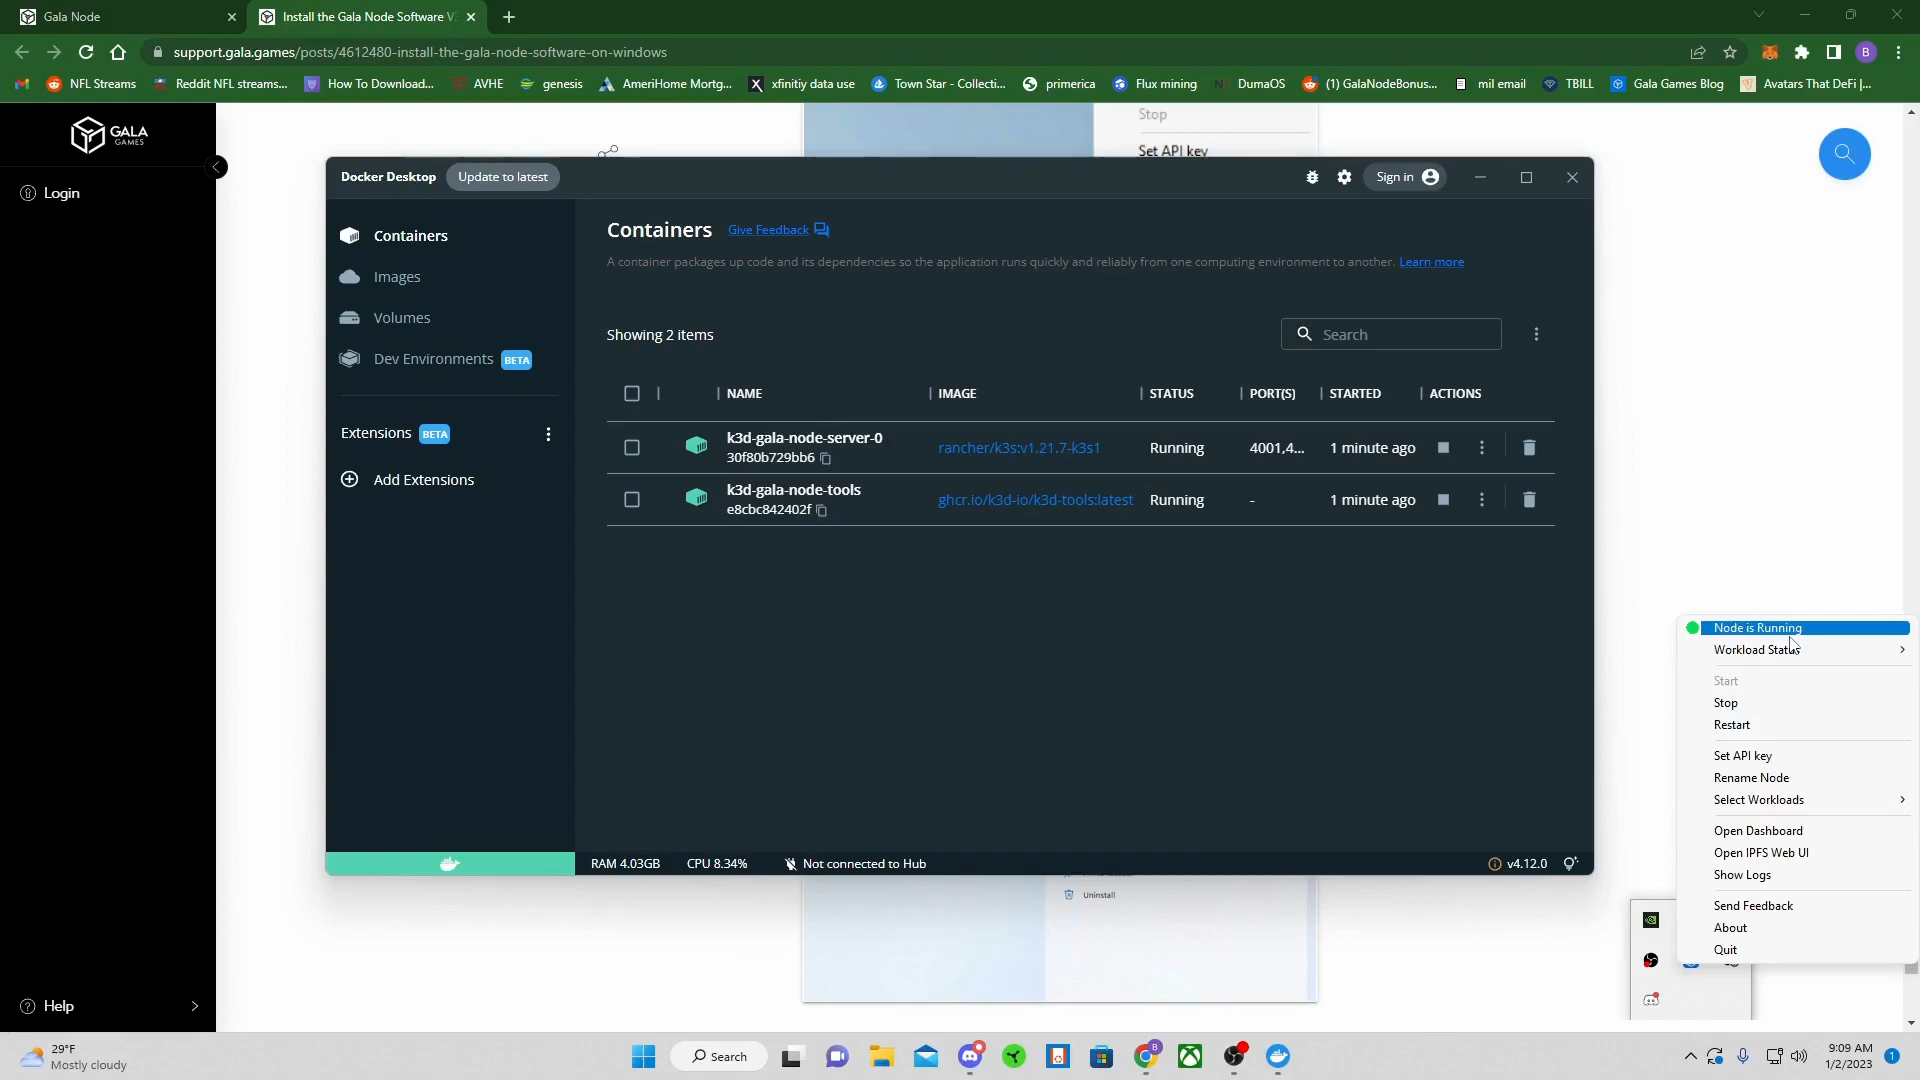 Gala Node
Install the Gala Node Software V
support.gala.games/posts/4612480-install-the-gala-node-software-on-windows
B
NFL Streams
Reddit NFL streams...
How To Download...
AVHE
genesis
AmeriHome Mortg...
xfinitiy data use
Town Star - Collecti...
primerica
Flux mining
DumaOS
(1) GalaNodeBonus...
mil email
TBILL
Gala Games Blog
Avatars That DeFi |...
GALA
GAMES
Login
Stop
Set API key
Docker Desktop
Update to latest
Sign in
Containers
Images
Volumes
Dev Environments BETA
Extensions BETA
Add Extensions
Containers Give Feedback
A container packages up code and its dependencies so the application runs quickly and reliably from one computing environment to another. Learn more
Showing 2 items
Search
NAME IMAGE STATUS PORT(S) STARTED ACTIONS
k3d-gala-node-server-0
30f80b729bb6
rancher/k3s:v1.21.7-k3s1 Running 4001,4... 1 minute ago
k3d-gala-node-tools
e8cbc842402f
ghcr.io/k3d-io/k3d-tools:latest Running - 1 minute ago
RAM 4.03GB CPU 8.34% Not connected to Hub
v4.12.0
Uninstall
Node is Running
Workload Status
Start
Stop
Restart
Set API key
Rename Node
Select Workloads
Open Dashboard
Open IPFS Web UI
Show Logs
Send Feedback
About
Quit
Help
29°F
Mostly cloudy
Search
9:09 AM
1/2/2023
1